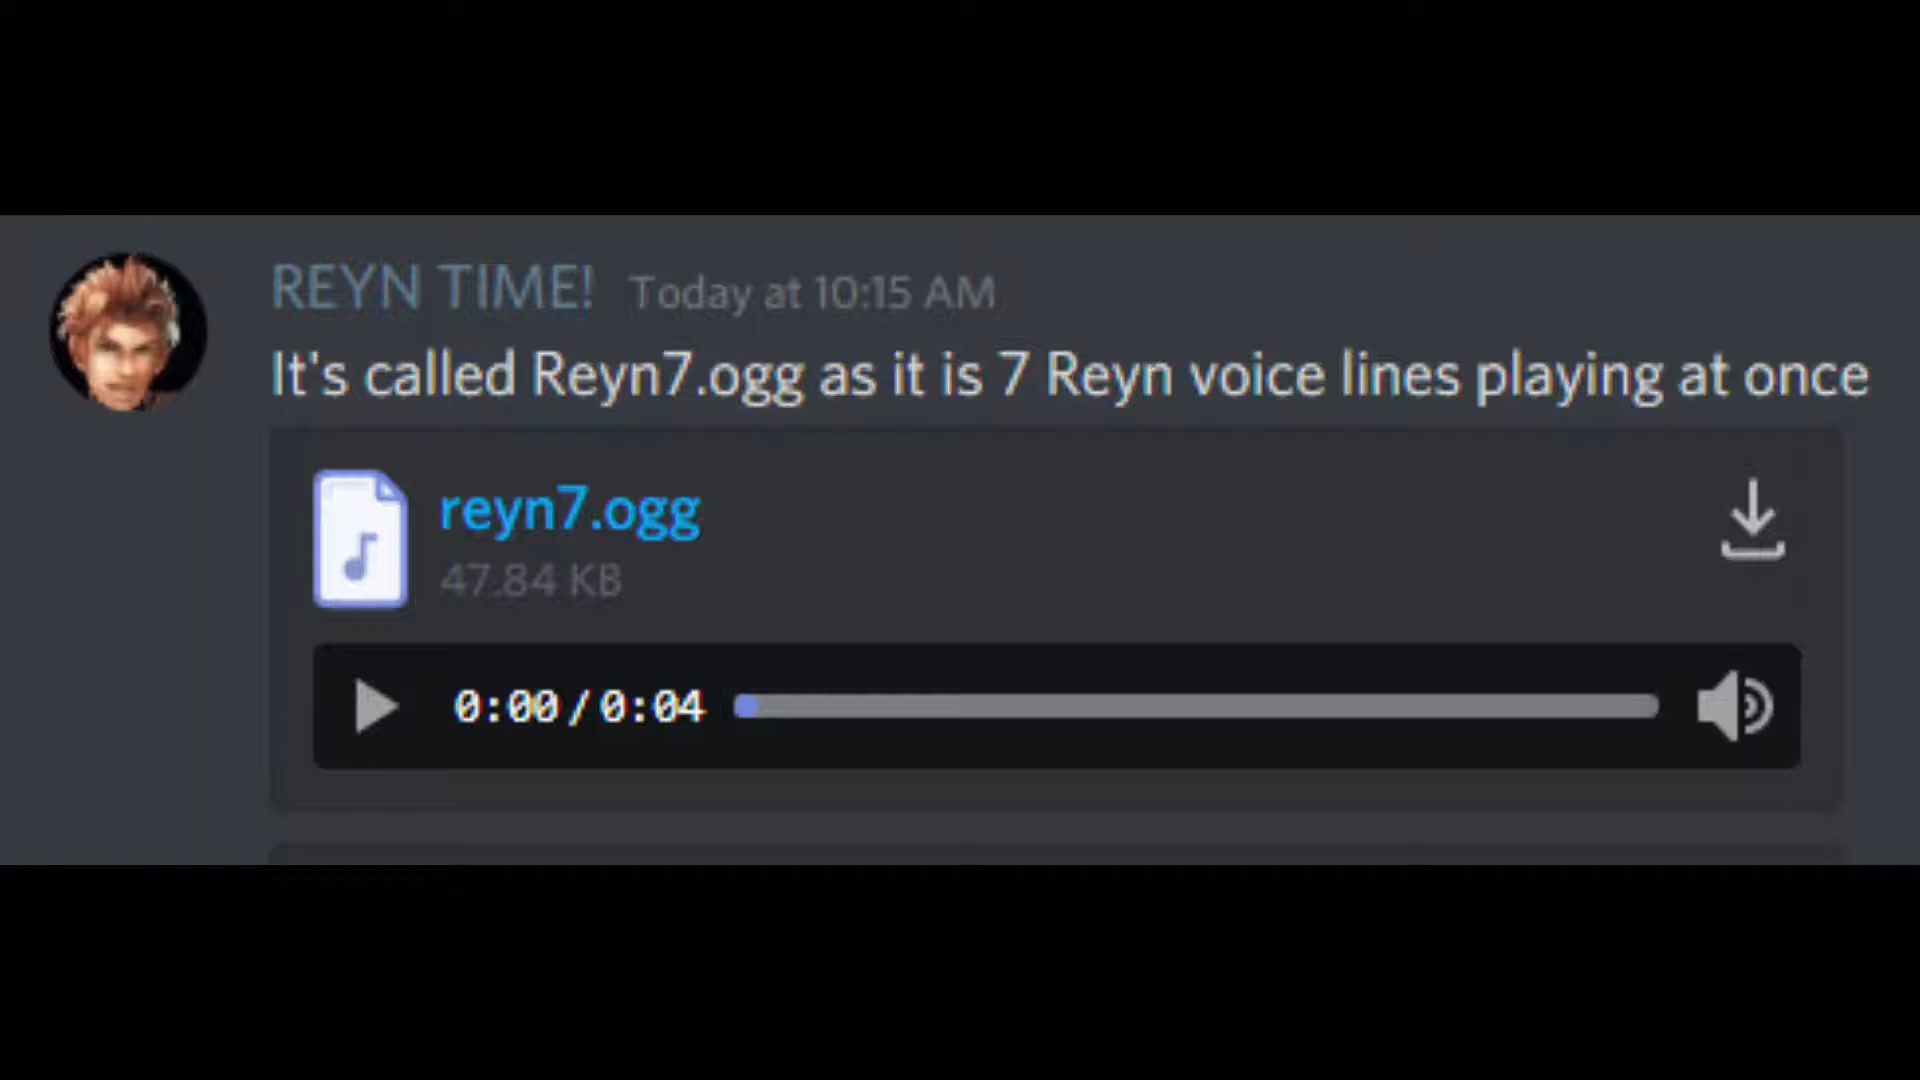 REYN TIME! Today at 10:15 AM
It's called Reyn7.ogg as it is 7 Reyn voice lines playing at once
reyn7.ogg
47.84 KB
0:00 / 0:04